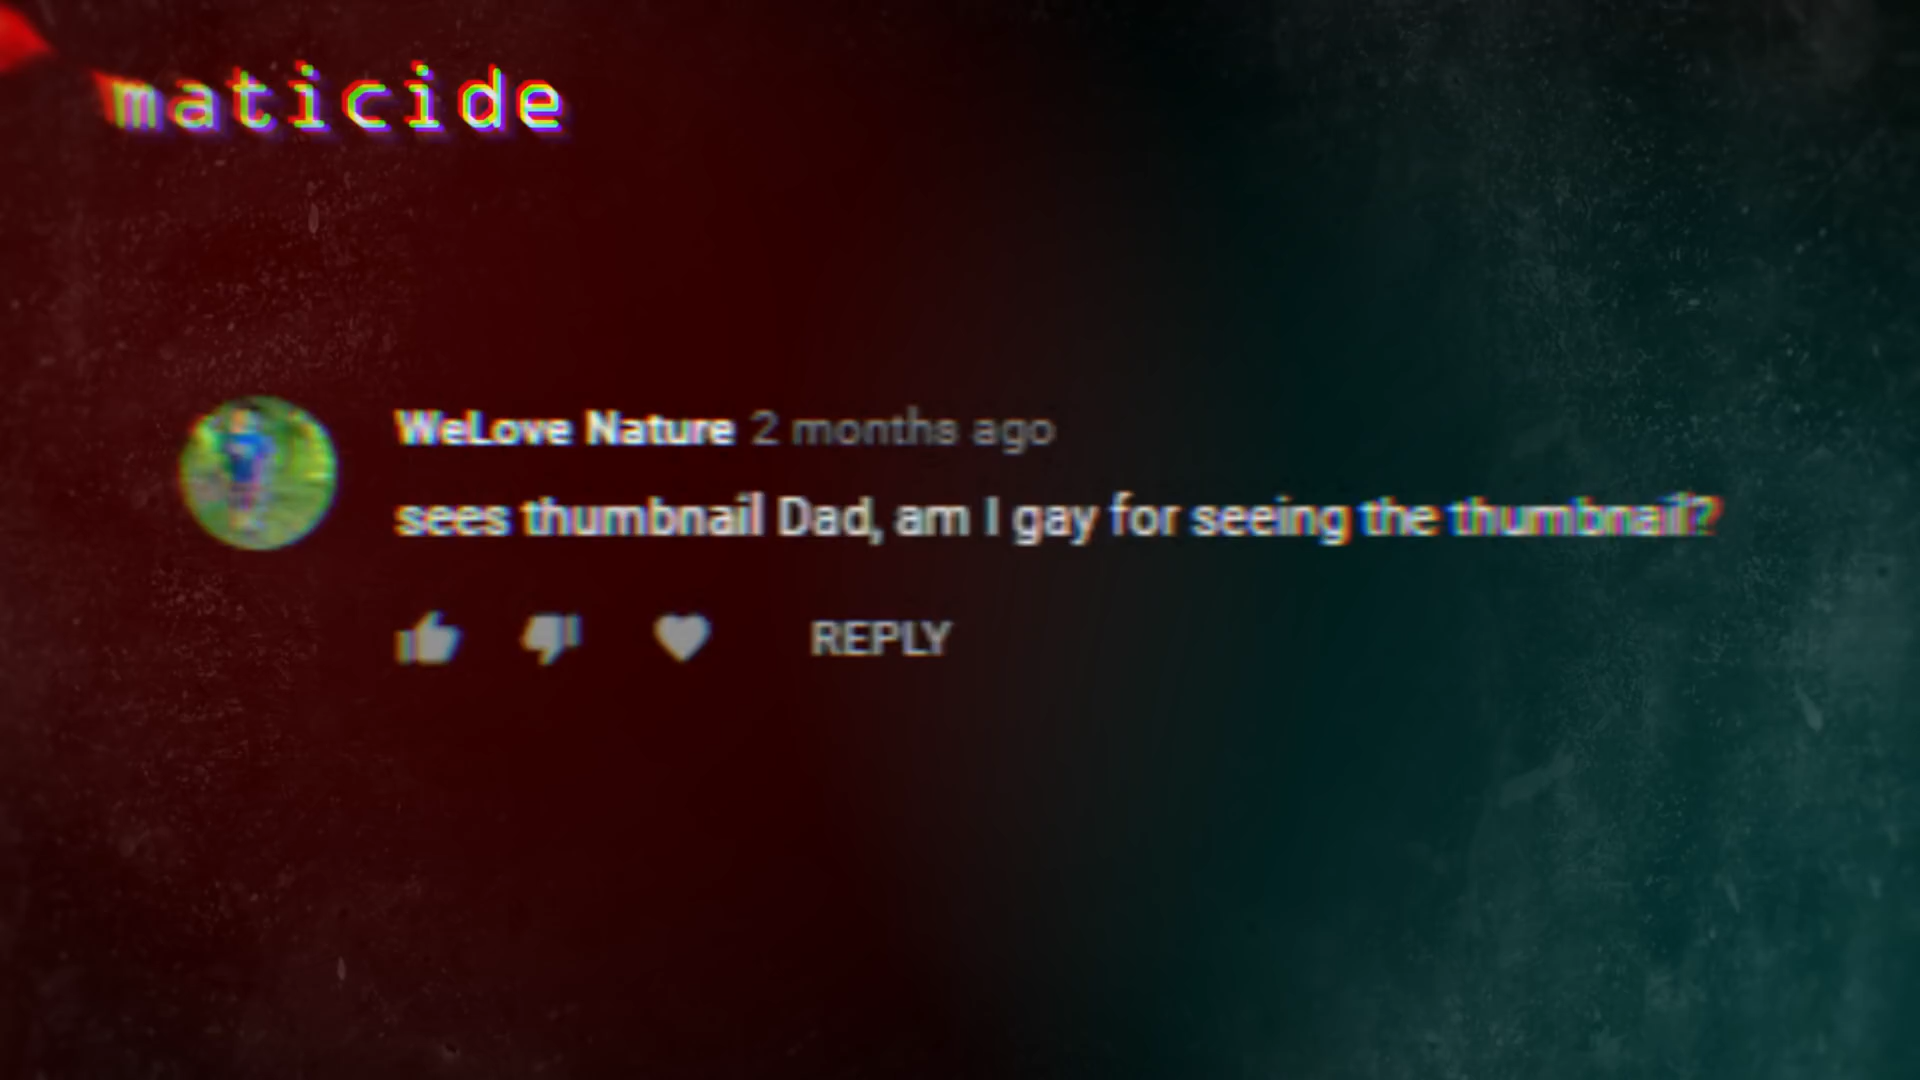 maticide
WeLove Nature 2 months ago
sees thumbnail Dad, am I gay for seeing the thumbnail?
REPLY